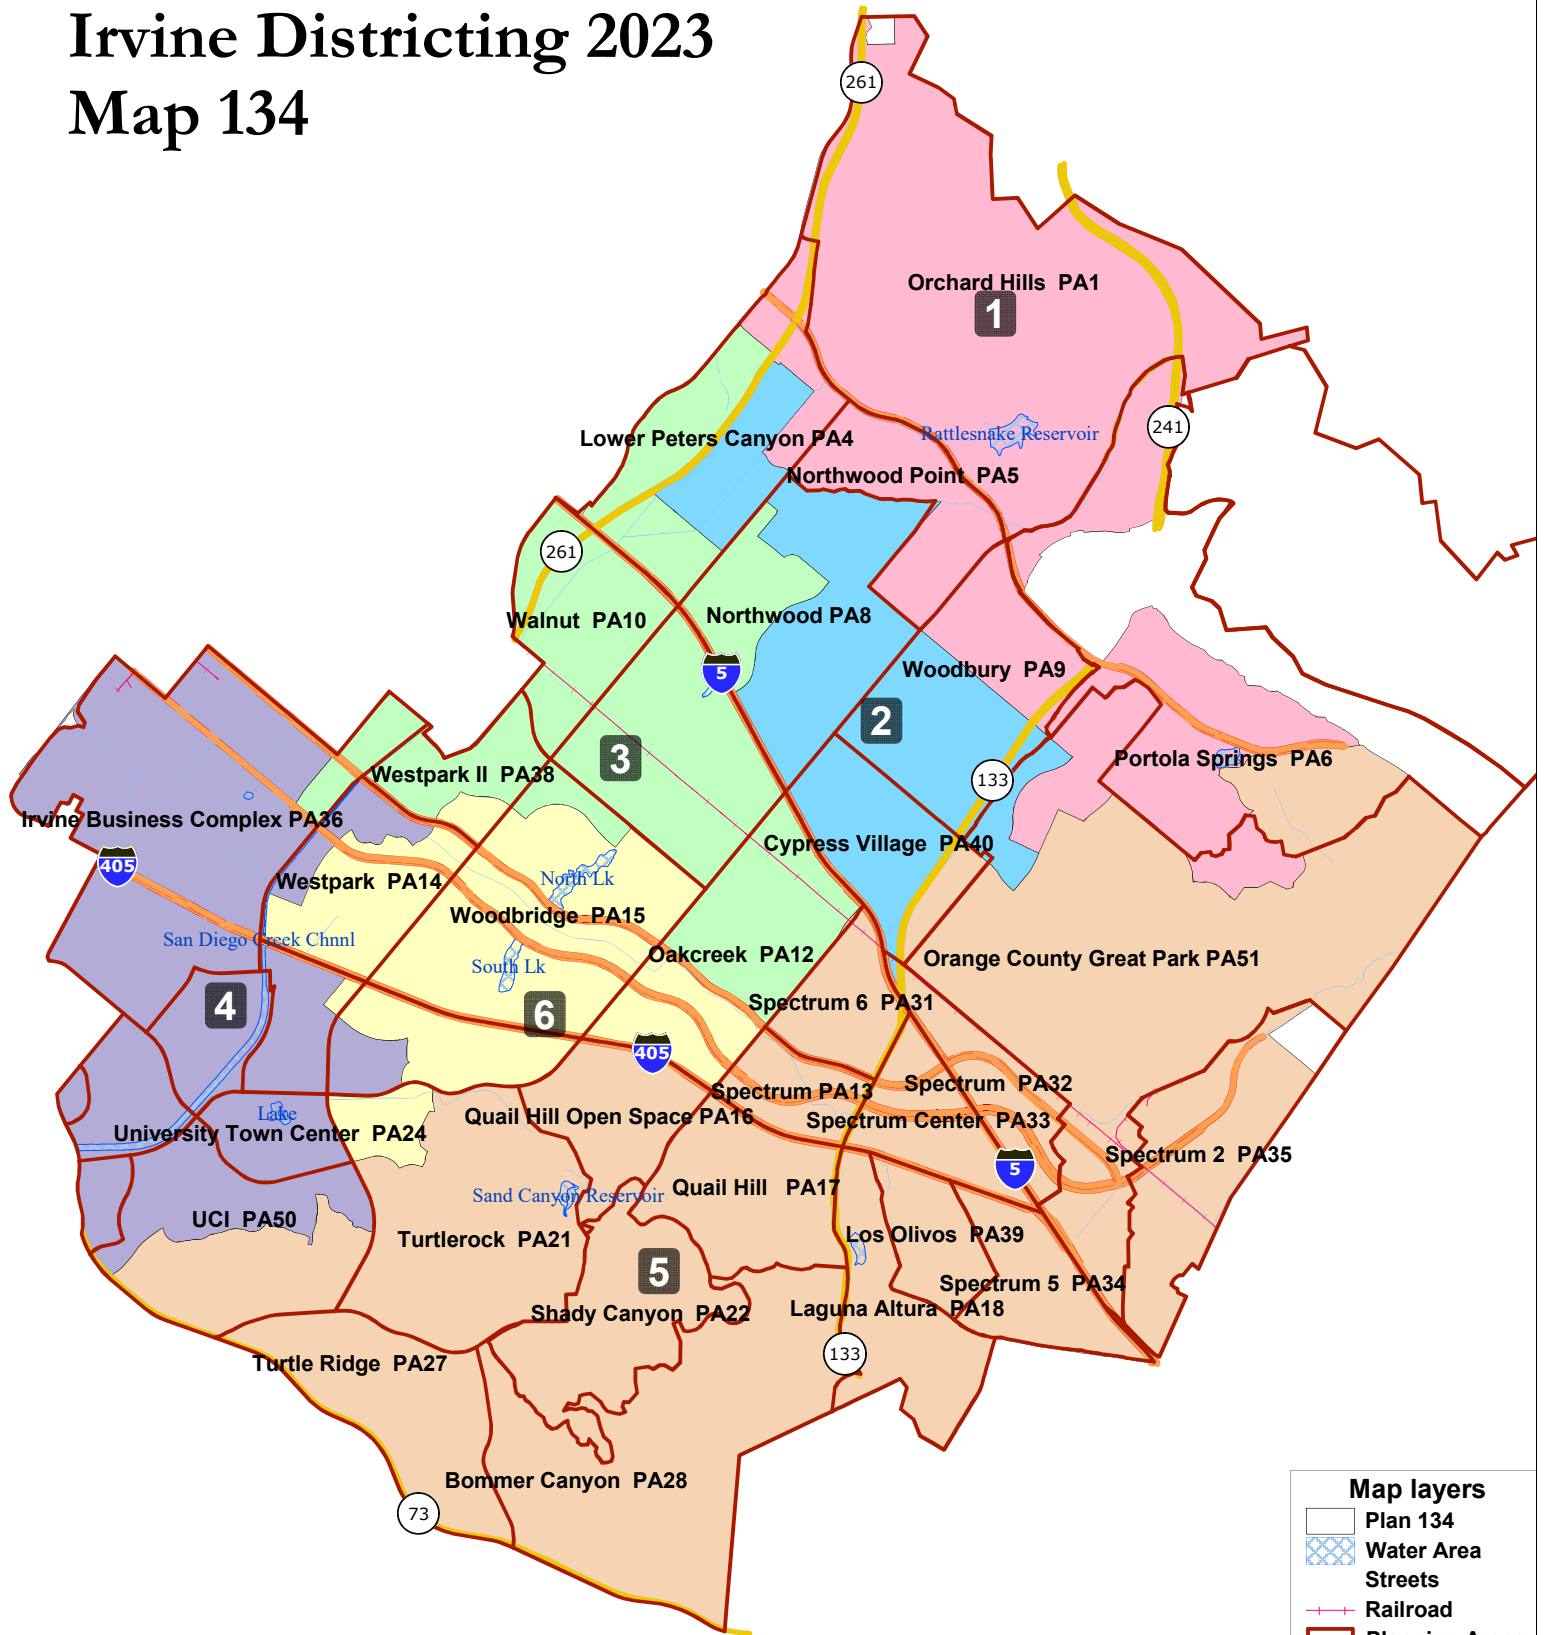 Irvine Districting 2023
Map 134
261
Orchard Hills PA1
1
241
Rattlesnake Reservoir
Lower Peters Canyon PA4
Northwood Point PA5
261
Walnut PA10
Northwood PA8
5
Woodbury PA9
2
3
133
Portola Springs PA6
Westpark II PA38
Irvine Business Complex PA36
405
Cypress Village PA40
Westpark PA14
North Lk
Woodbridge PA15
San Diego Creek Chnnl
Oakcreek PA12
Orange County Great Park PA51
South Lk
4
6
Spectrum 6 PA31
405
Spectrum PA13
Spectrum PA32
Lake
Quail Hill Open Space PA16
Spectrum Center PA33
University Town Center PA24
Spectrum 2 PA35
5
Sand Canyon Reservoir
Quail Hill PA17
UCI PA50
Turtlerock PA21
Los Olivos PA39
5
Spectrum 5 PA34
Shady Canyon PA22
Laguna Altura PA18
133
Turtle Ridge PA27
Bommer Canyon PA28
73
Map layers
Plan 134
Water Area
Streets
Railroad